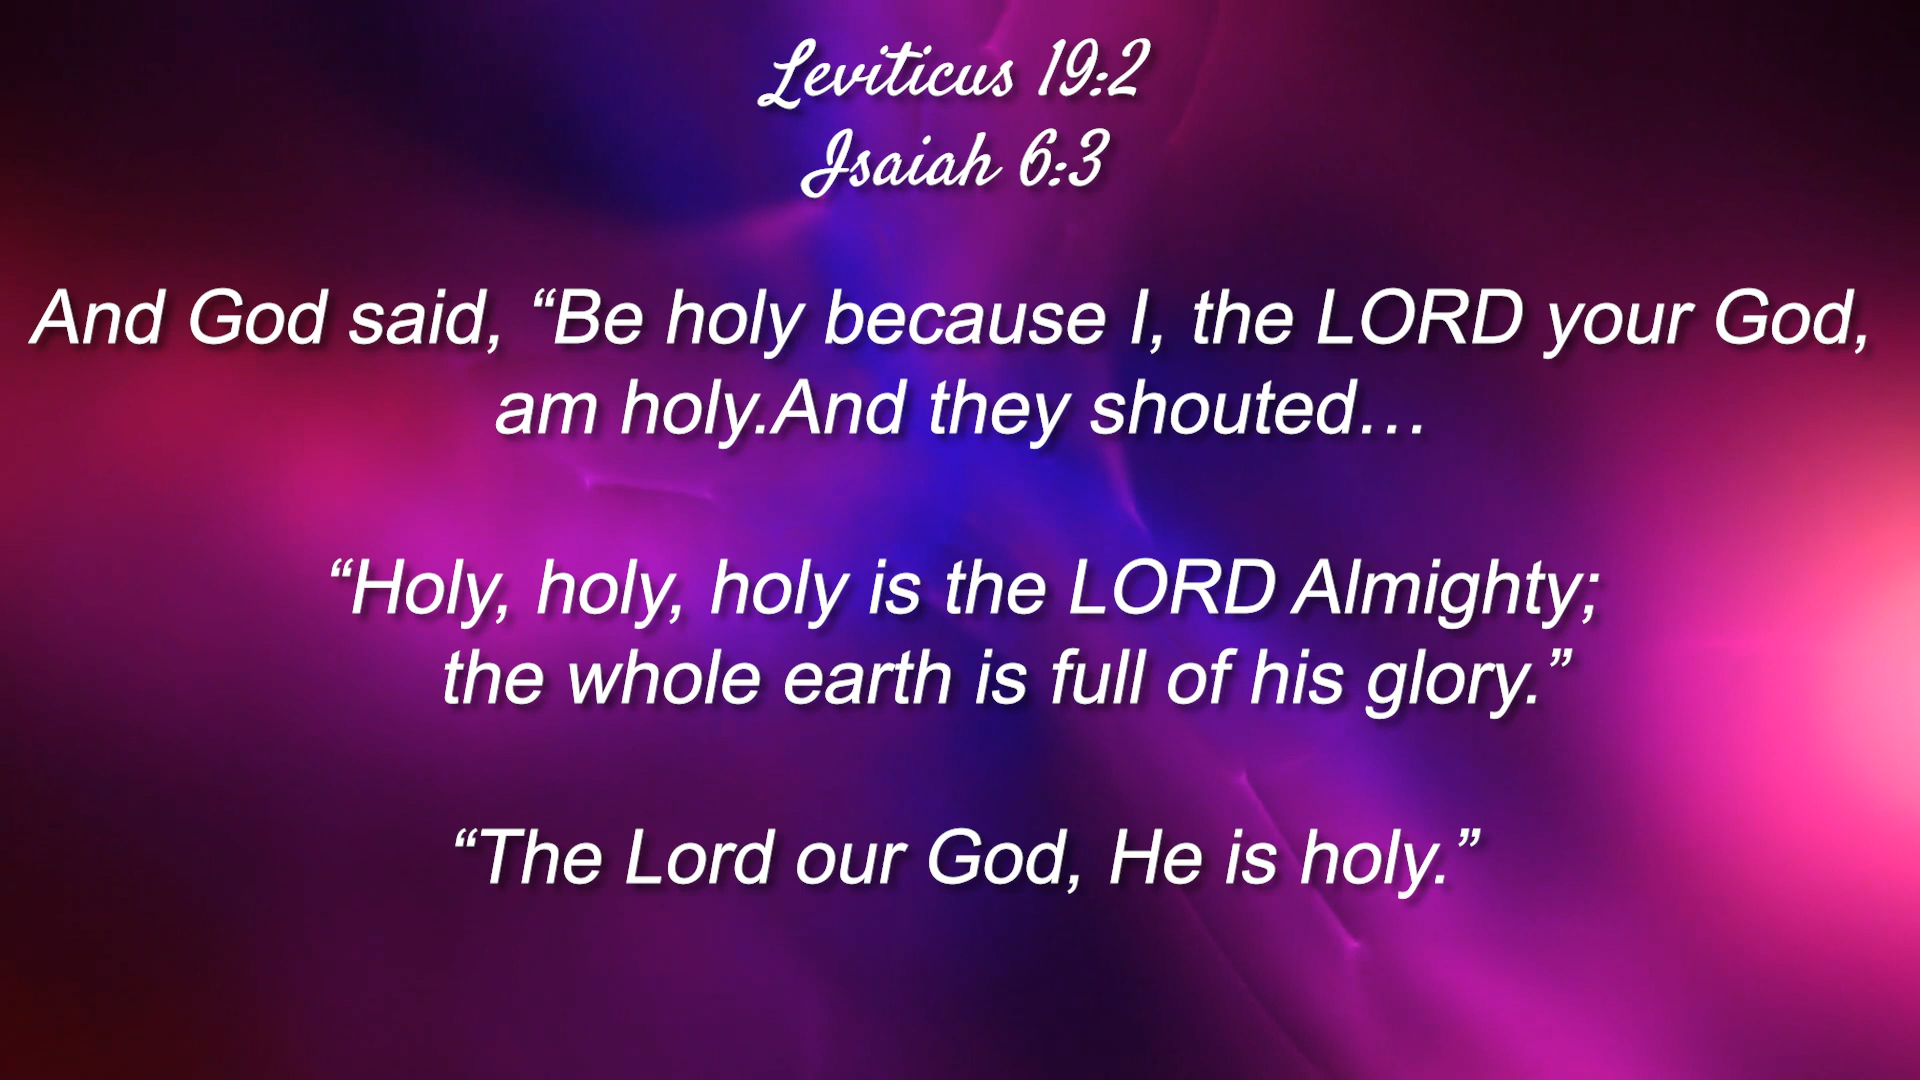 Leviticus 19:2
Isaiah 6:3
And God said, “Be holy because I, the LORD your God,
am holy.And they shouted…
“Holy, holy, holy is the LORD Almighty;
the whole earth is full of his glory.”
“The Lord our God, He is holy.”